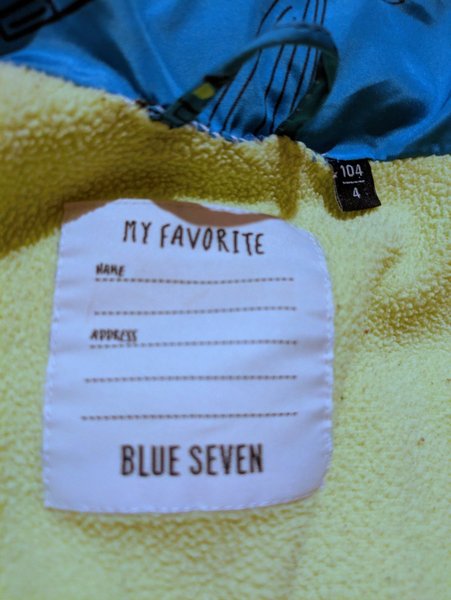 104
4
MY FAVORITE
NAME
ADDRESS
BLUE SEVEN